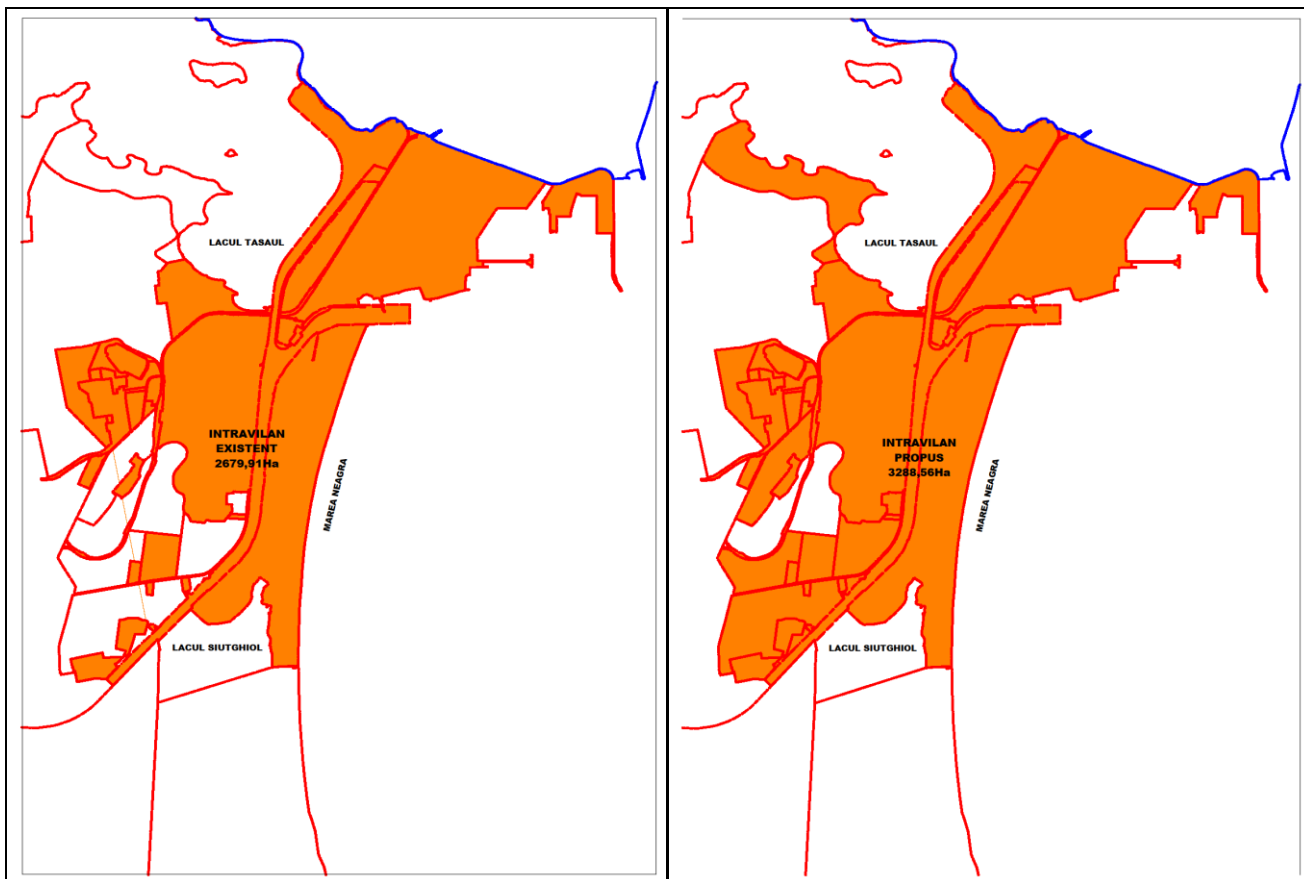 LACUL TASAUL
INTRAVILAN
EXISTENT
2679,91Ha
MAREA NEAGRA
LACUL SIUTGHIOL
LACUL TASAUL
INTRAVILAN
PROPUS
3288,56Ha
MAREA NEAGRA
LACUL SIUTGHIOL